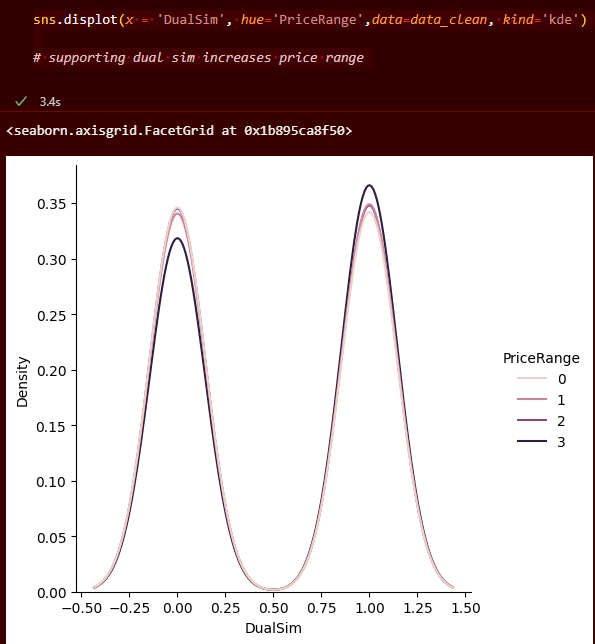 sns.displot(x = 'DualSim', hue='PriceRange',data=data_clean, kind='kde')
# supporting dual sim increases price range
✓ 3.4s
<seaborn.axisgrid.FacetGrid at 0x1b895ca8f50>
0.35
0.30
0.25
0.20
0.15
0.10
0.05
0.00
Density
−0.50 −0.25 0.00 0.25 0.50 0.75 1.00 1.25 1.50
DualSim
PriceRange
0
1
2
3